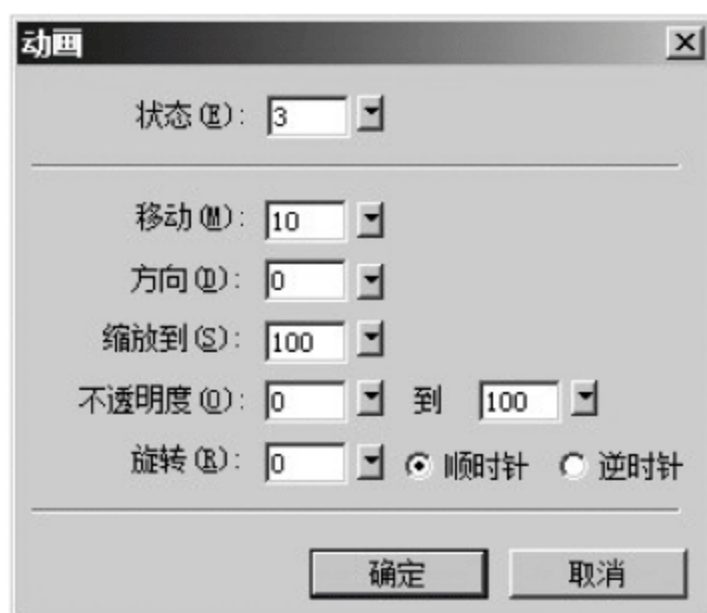 动画
状态(E): 3
移动(M): 10
方向(D): 0
缩放到(S): 100
不透明度(O): 0 到 100
旋转(R): 0 顺时针 逆时针
确定 取消